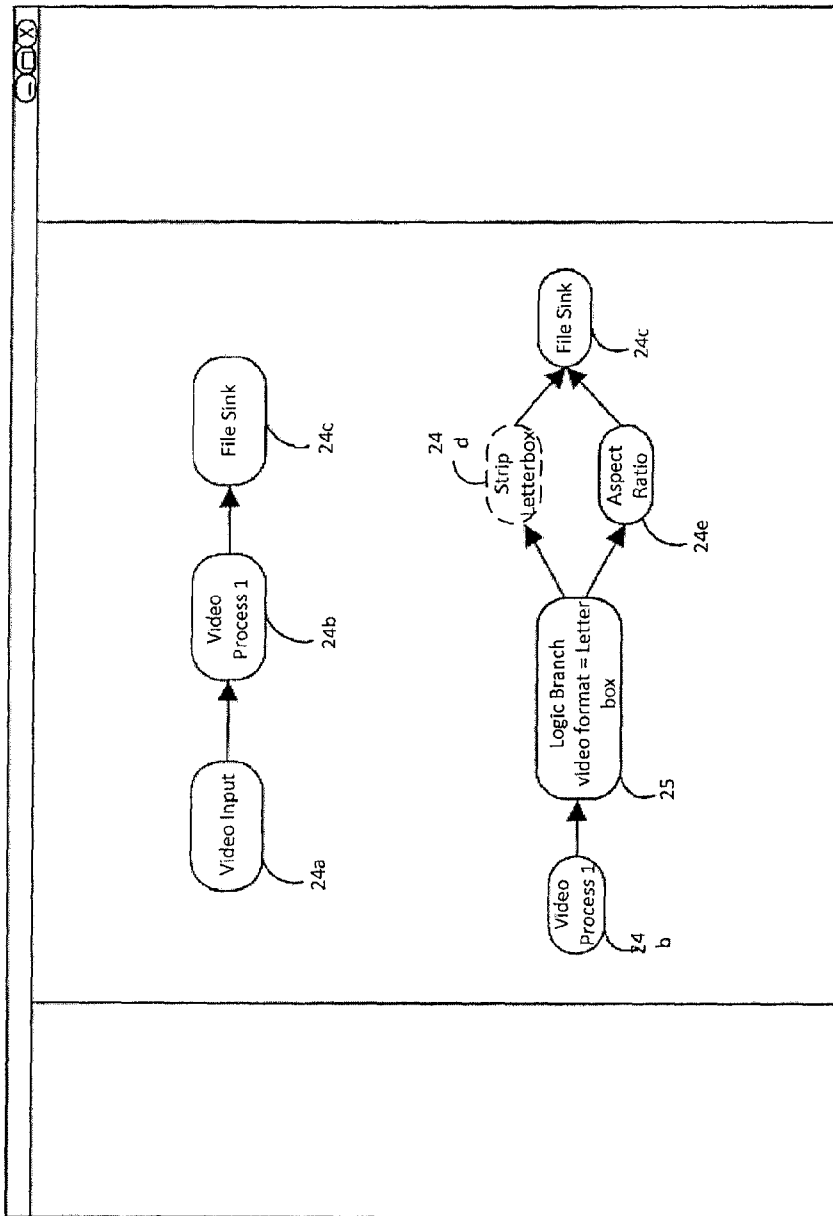 Video Input
24a
Video
Process 1
24b
File Sink
24c
Video
Process 1
24
b
Logic Branch
video format = Letter
box
25
24
d
Strip
Letterbox
Aspect
Ratio
24e
File Sink
24c